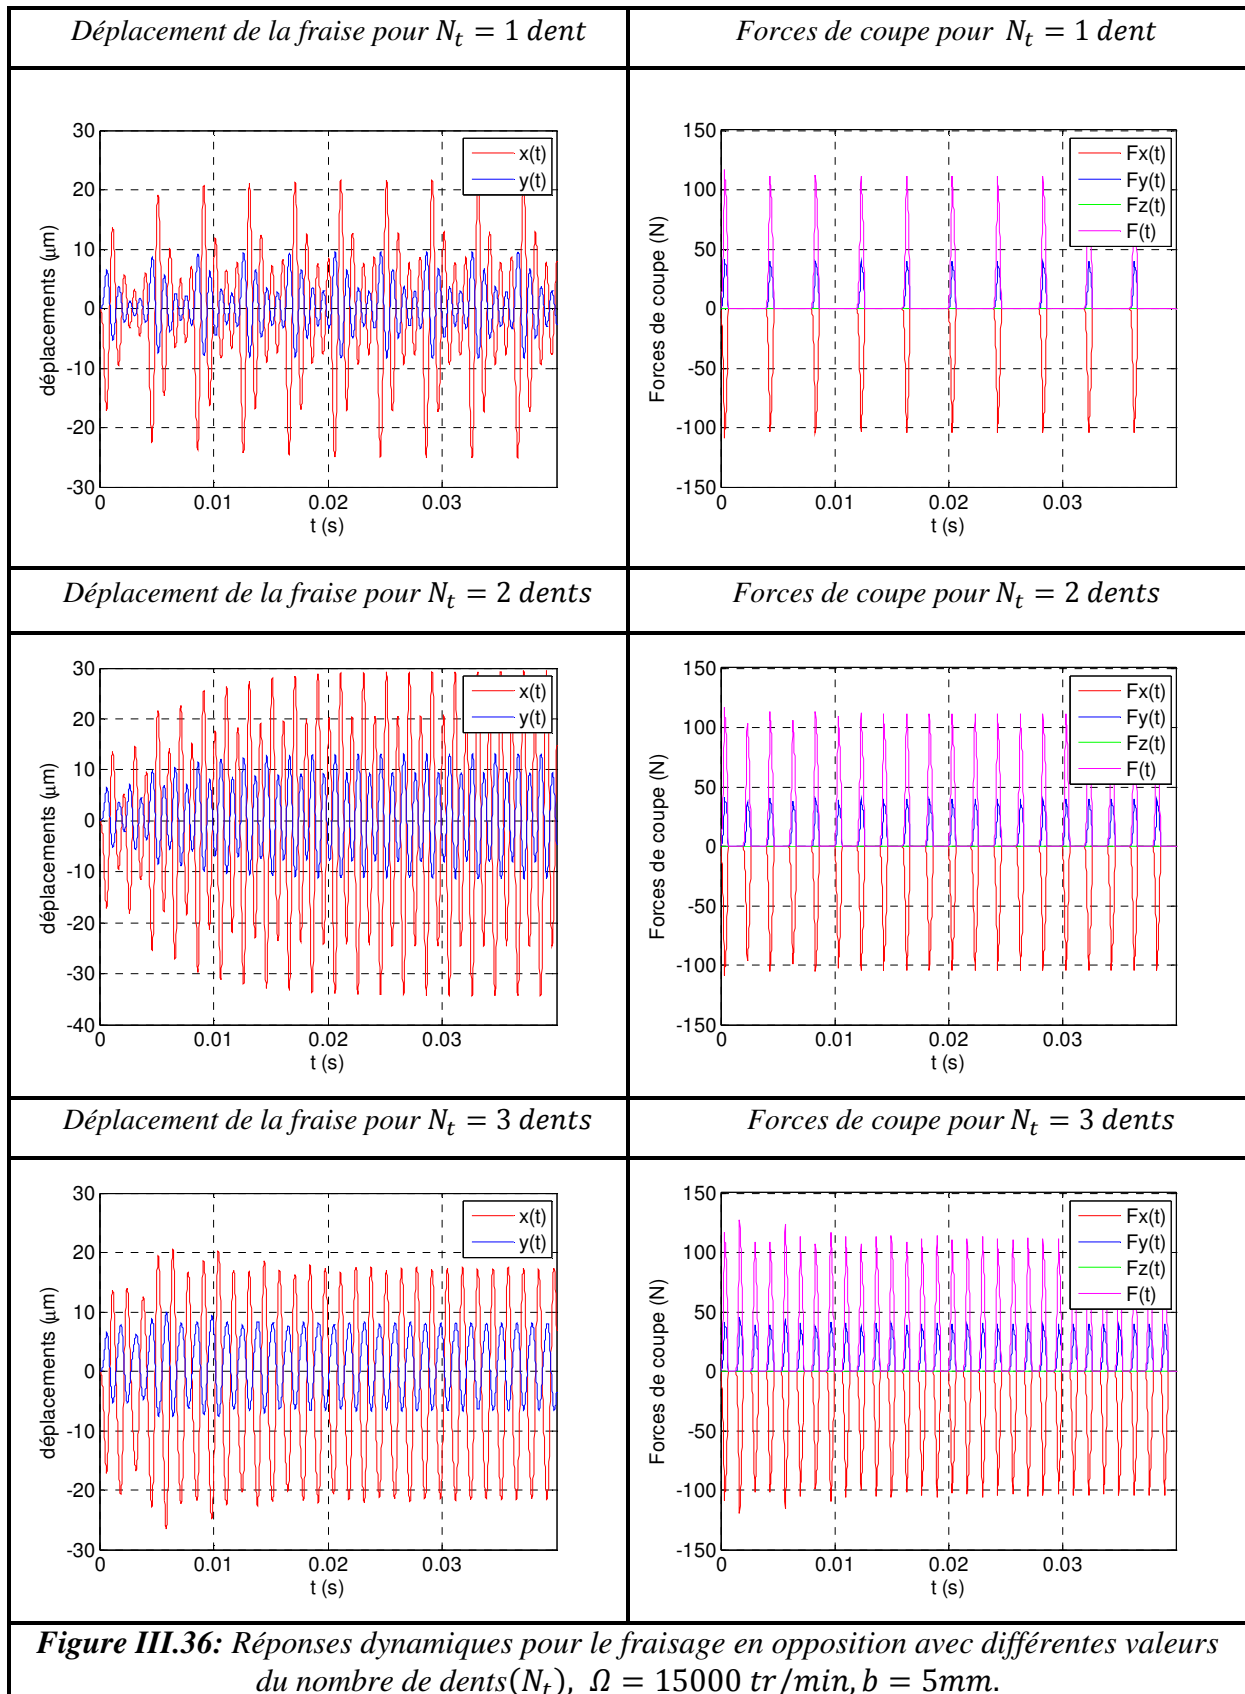 Déplacement de la fraise pour N_t = 1 dent
Forces de coupe pour N_t = 1 dent
30
20
10
0
-10
-20
-30
déplacements (μm)
x(t)
y(t)
0
0.01
0.02
0.03
t (s)
150
100
50
0
-50
-100
-150
Forces de coupe (N)
Fx(t)
Fy(t)
Fz(t)
F(t)
0
0.01
0.02
0.03
t (s)
Déplacement de la fraise pour N_t = 2 dents
Forces de coupe pour N_t = 2 dents
30
20
10
0
-10
-20
-30
-40
déplacements (μm)
x(t)
y(t)
0
0.01
0.02
0.03
t (s)
150
100
50
0
-50
-100
-150
Forces de coupe (N)
Fx(t)
Fy(t)
Fz(t)
F(t)
0
0.01
0.02
0.03
t (s)
Déplacement de la fraise pour N_t = 3 dents
Forces de coupe pour N_t = 3 dents
30
20
10
0
-10
-20
-30
déplacements (μm)
x(t)
y(t)
0
0.01
0.02
0.03
t (s)
150
100
50
0
-50
-100
-150
Forces de coupe (N)
Fx(t)
Fy(t)
Fz(t)
F(t)
0
0.01
0.02
0.03
t (s)
Figure III.36: Réponses dynamiques pour le fraisage en opposition avec différentes valeurs
du nombre de dents(N_t), Ω = 15000 tr/min, b = 5mm.